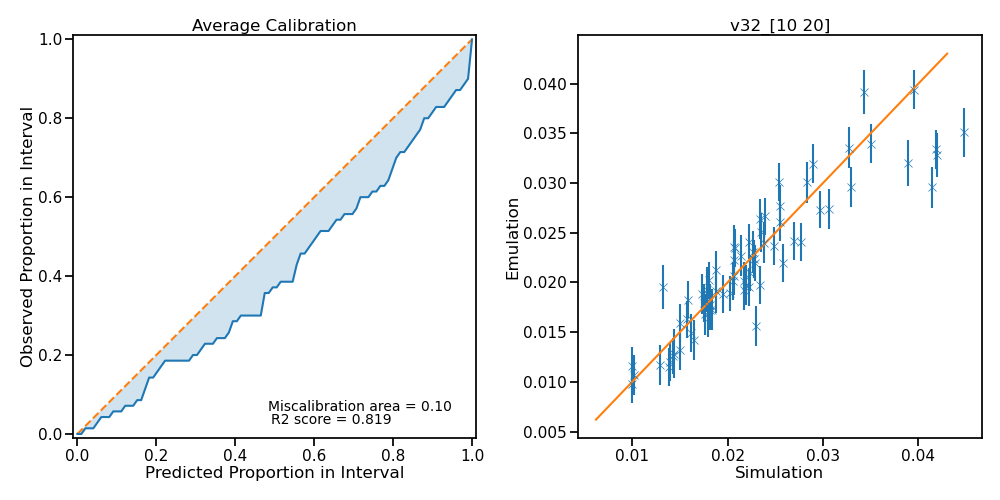 Average Calibration
Observed Proportion in Interval
1.0
0.8
0.6
0.4
0.2
0.0
Miscalibration area = 0.10
R2 score = 0.819
0.0 0.2 0.4 0.6 0.8 1.0
Predicted Proportion in Interval
v32 [10 20]
Emulation
0.040
0.035
0.030
0.025
0.020
0.015
0.010
0.005
0.01 0.02 0.03 0.04
Simulation